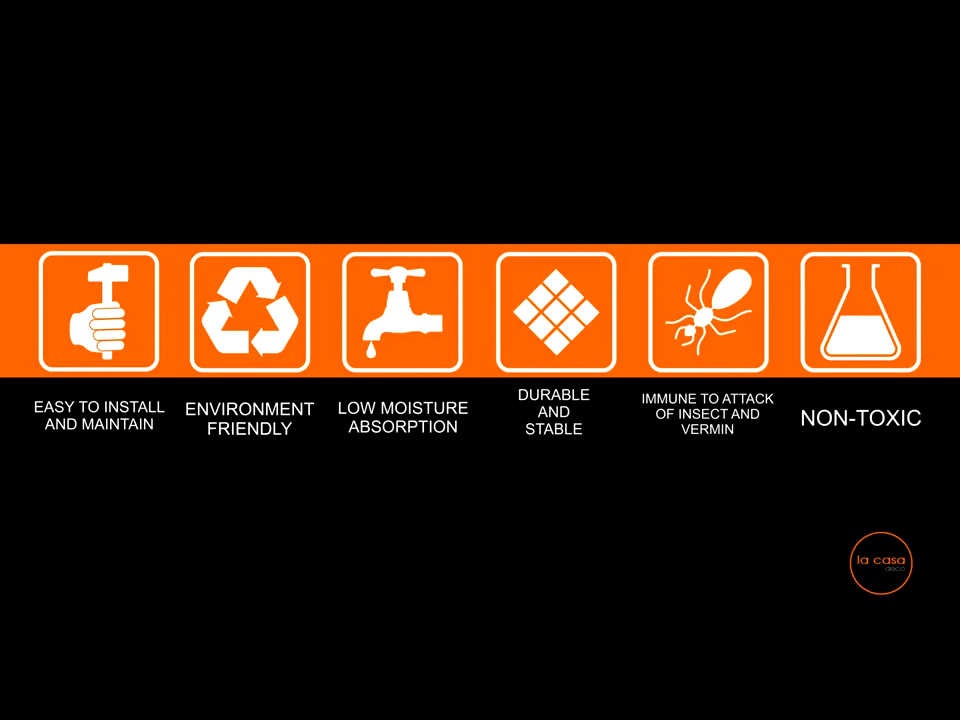 EASY TO INSTALL
AND MAINTAIN
ENVIRONMENT
FRIENDLY
LOW MOISTURE
ABSORPTION
DURABLE
AND
STABLE
IMMUNE TO ATTACK
OF INSECT AND
VERMIN
NON-TOXIC
la casa
deco